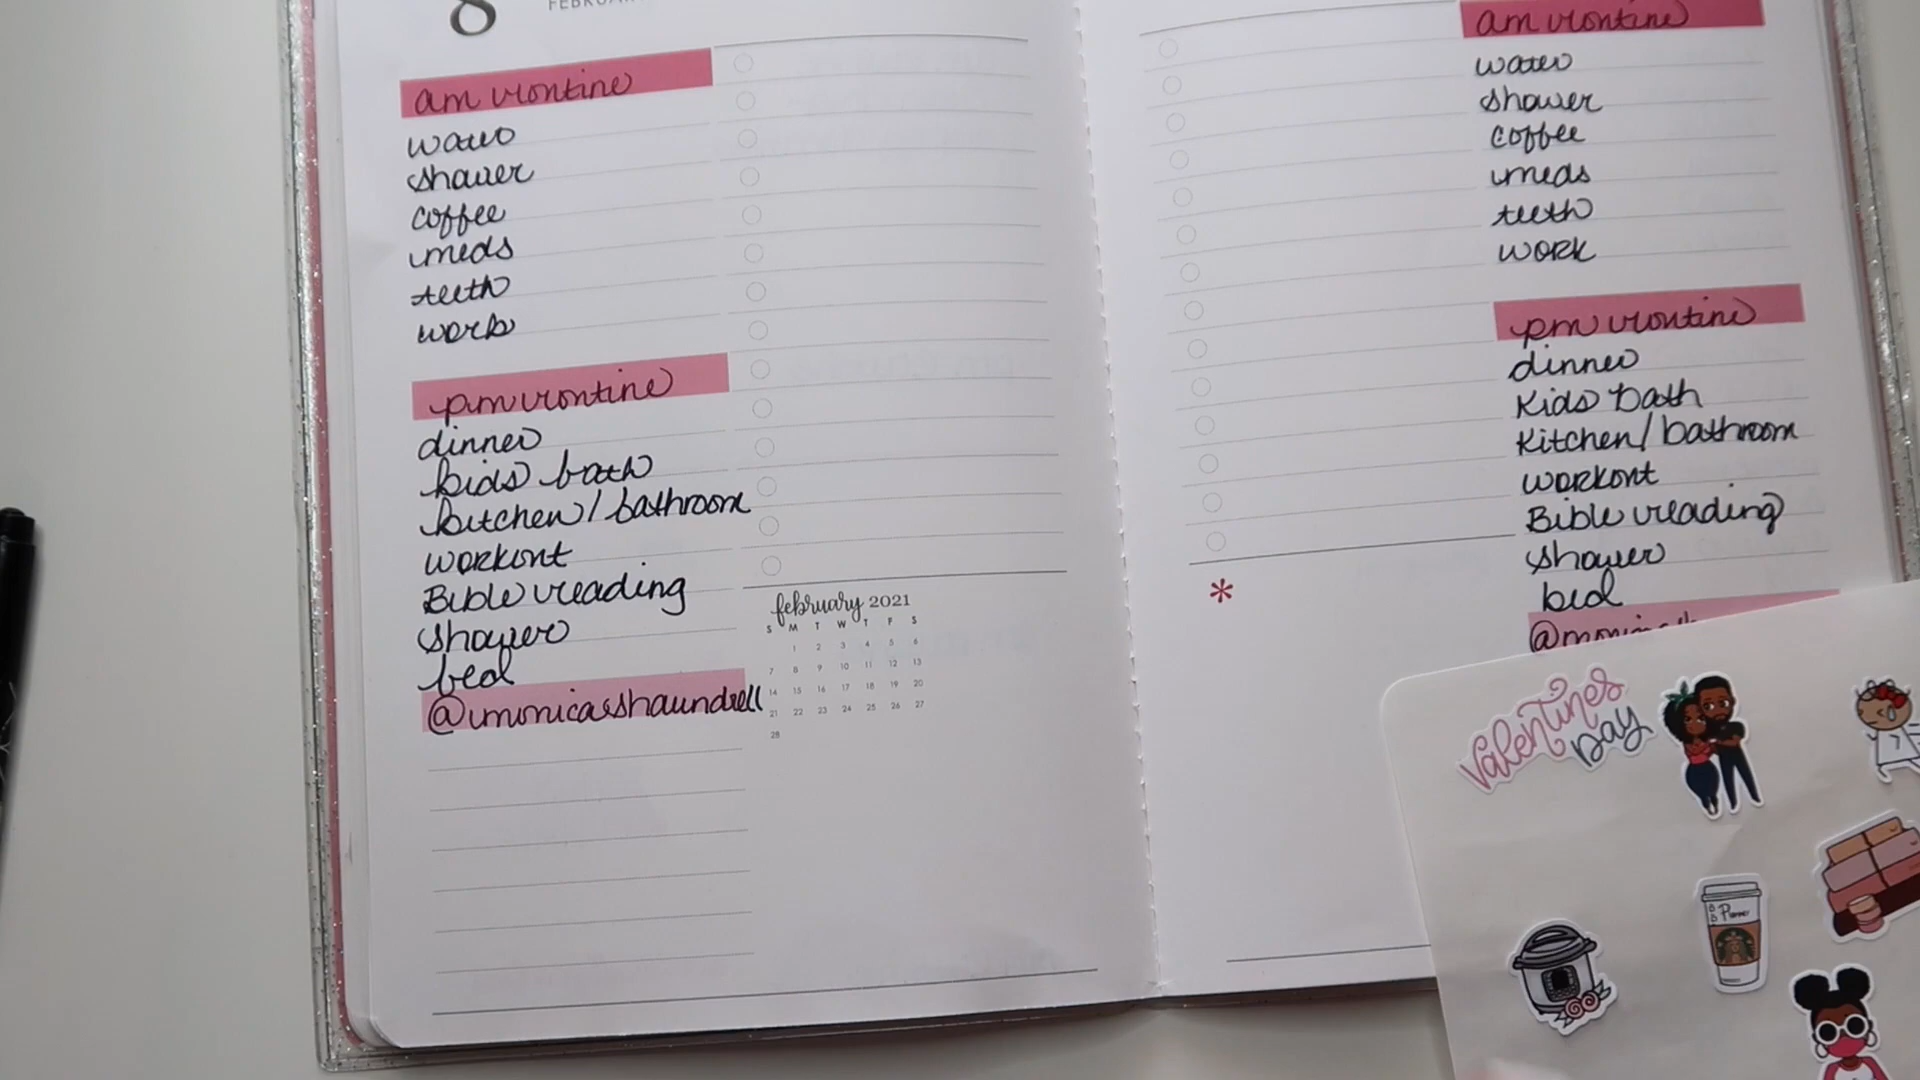 8
FEBRUAR
am routine
water
shower
coffee
meds
teeth
work
pm routine
dinner
kids bath
kitchen/bathroom
workout
Bible reading
shower
bed
@monicarshaundrell
february 2021
S M T W T F S
1 2 3 4 5 6
7 8 9 10 11 12 13
14 15 16 17 18 19 20
21 22 23 24 25 26 27
28
am routine
water
shower
coffee
meds
teeth
work
pm routine
dinner
Kids bath
Kitchen/bathroom
workout
Bible reading
shower
bed
*
Valentines
Day